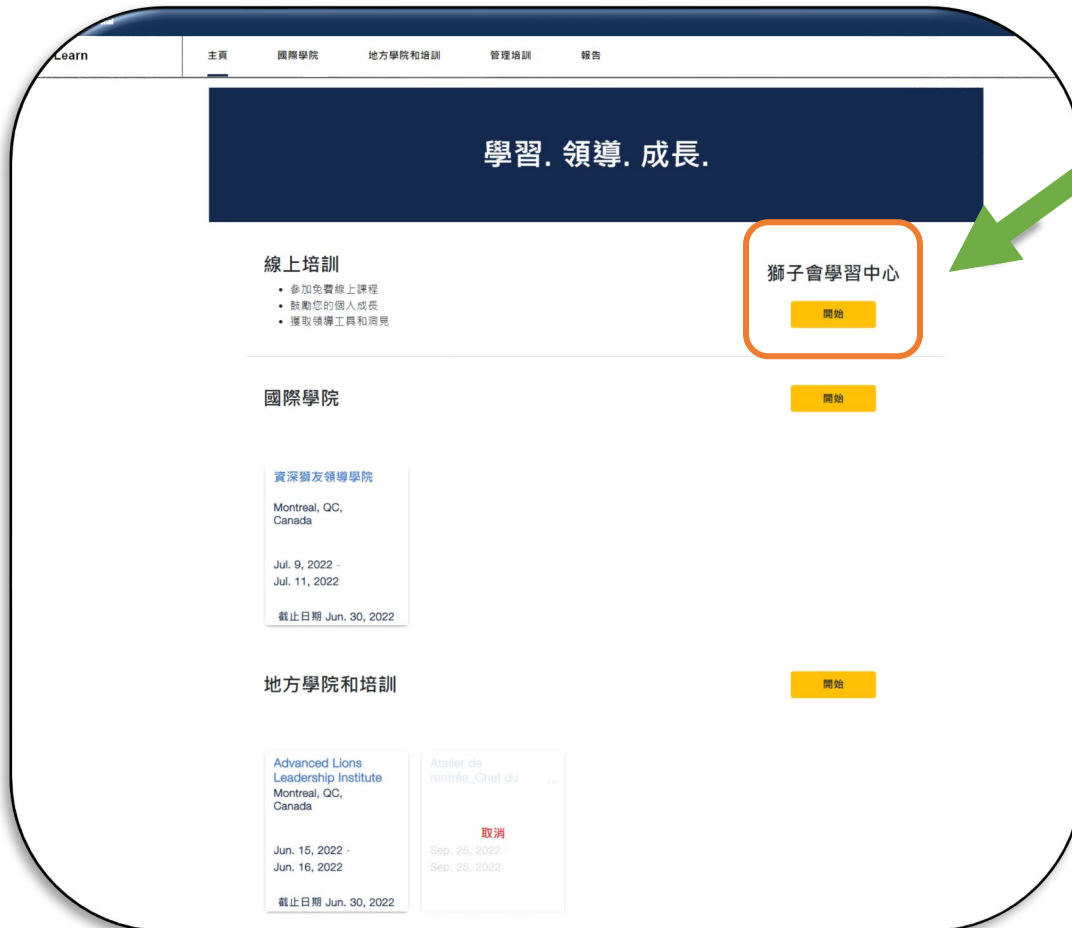 Learn
主頁 國際學院 地方學院和培訓 管理培訓 報告
學習. 領導. 成長.
線上培訓
• 參加免費線上課程
• 鼓勵您的個人成長
• 獲取領導工具和洞見
獅子會學習中心
開始
國際學院
開始
資深獅友領導學院
Montreal, QC,
Canada
Jul. 9, 2022 -
Jul. 11, 2022
截止日期 Jun. 30, 2022
地方學院和培訓
開始
Advanced Lions
Leadership Institute
Montreal, QC,
Canada
Jun. 15, 2022 -
Jun. 16, 2022
截止日期 Jun. 30, 2022
Atelier de
rentrée_Chef du ...
取消
Sep. 25, 2022 -
Sep. 25, 2022